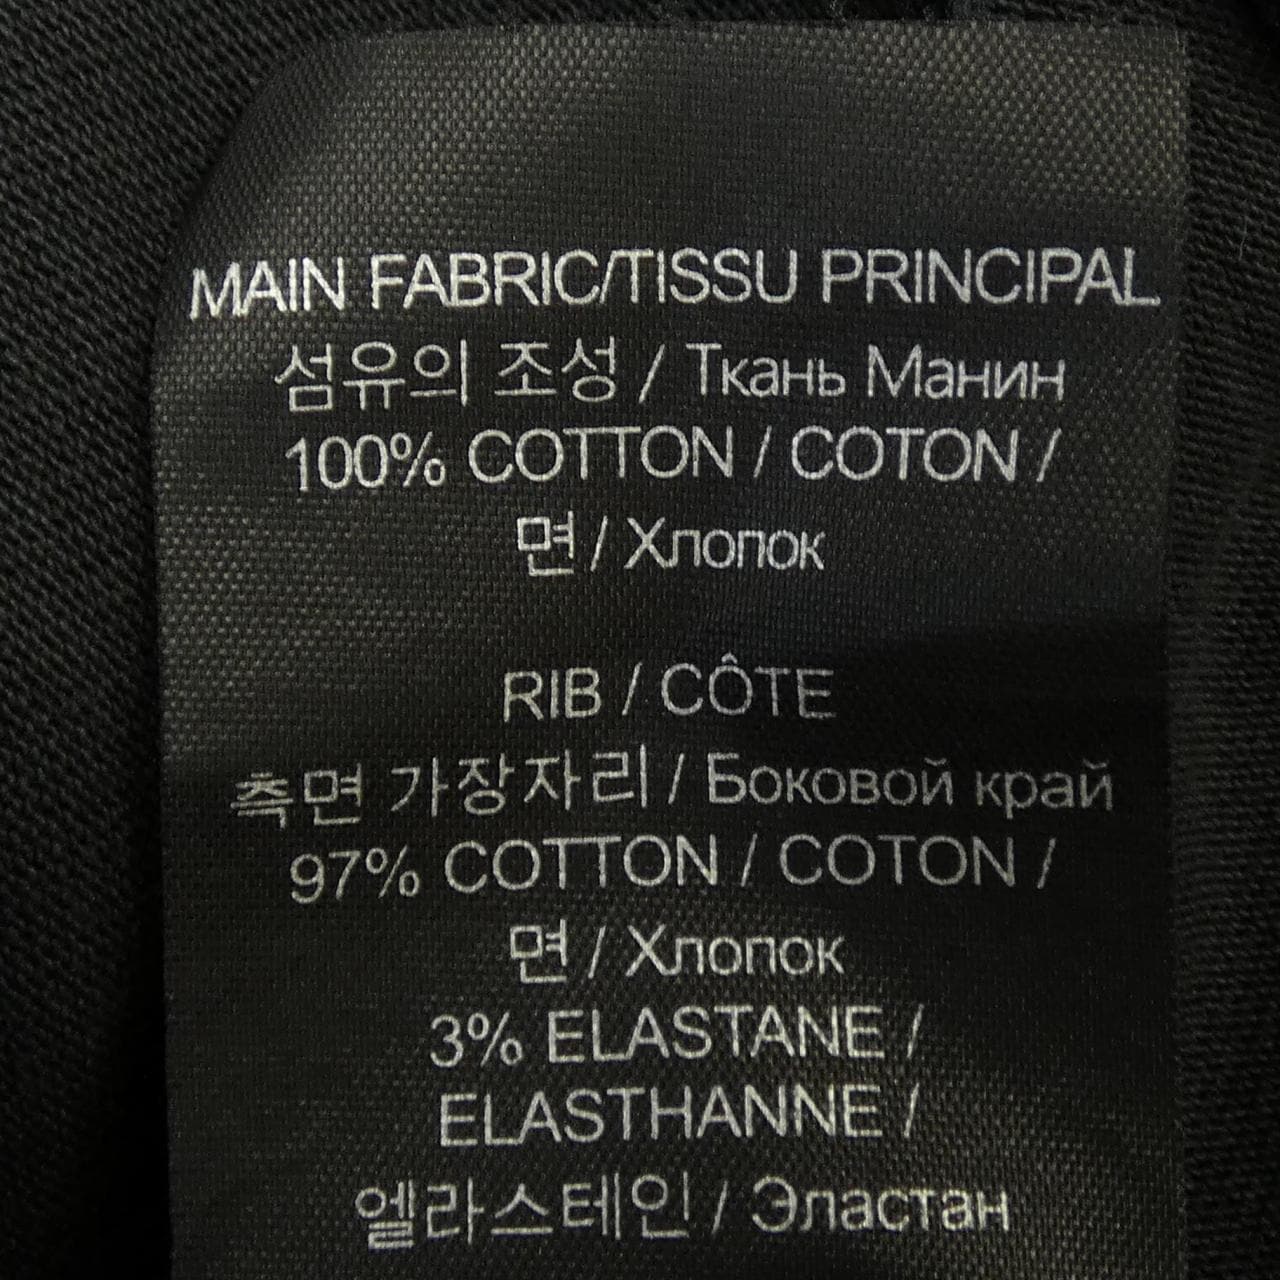 MAIN FABRIC/TISSU PRINCIPAL
섬유의 조성 / Ткань Манин
100% COTTON / COTON /
면 / Хлопок
RIB / CÔTE
측면 가장자리 / Боковой край
97% COTTON / COTON /
면 / Хлопок
3% ELASTANE /
ELASTHANNE /
엘라스테인 / Эластан